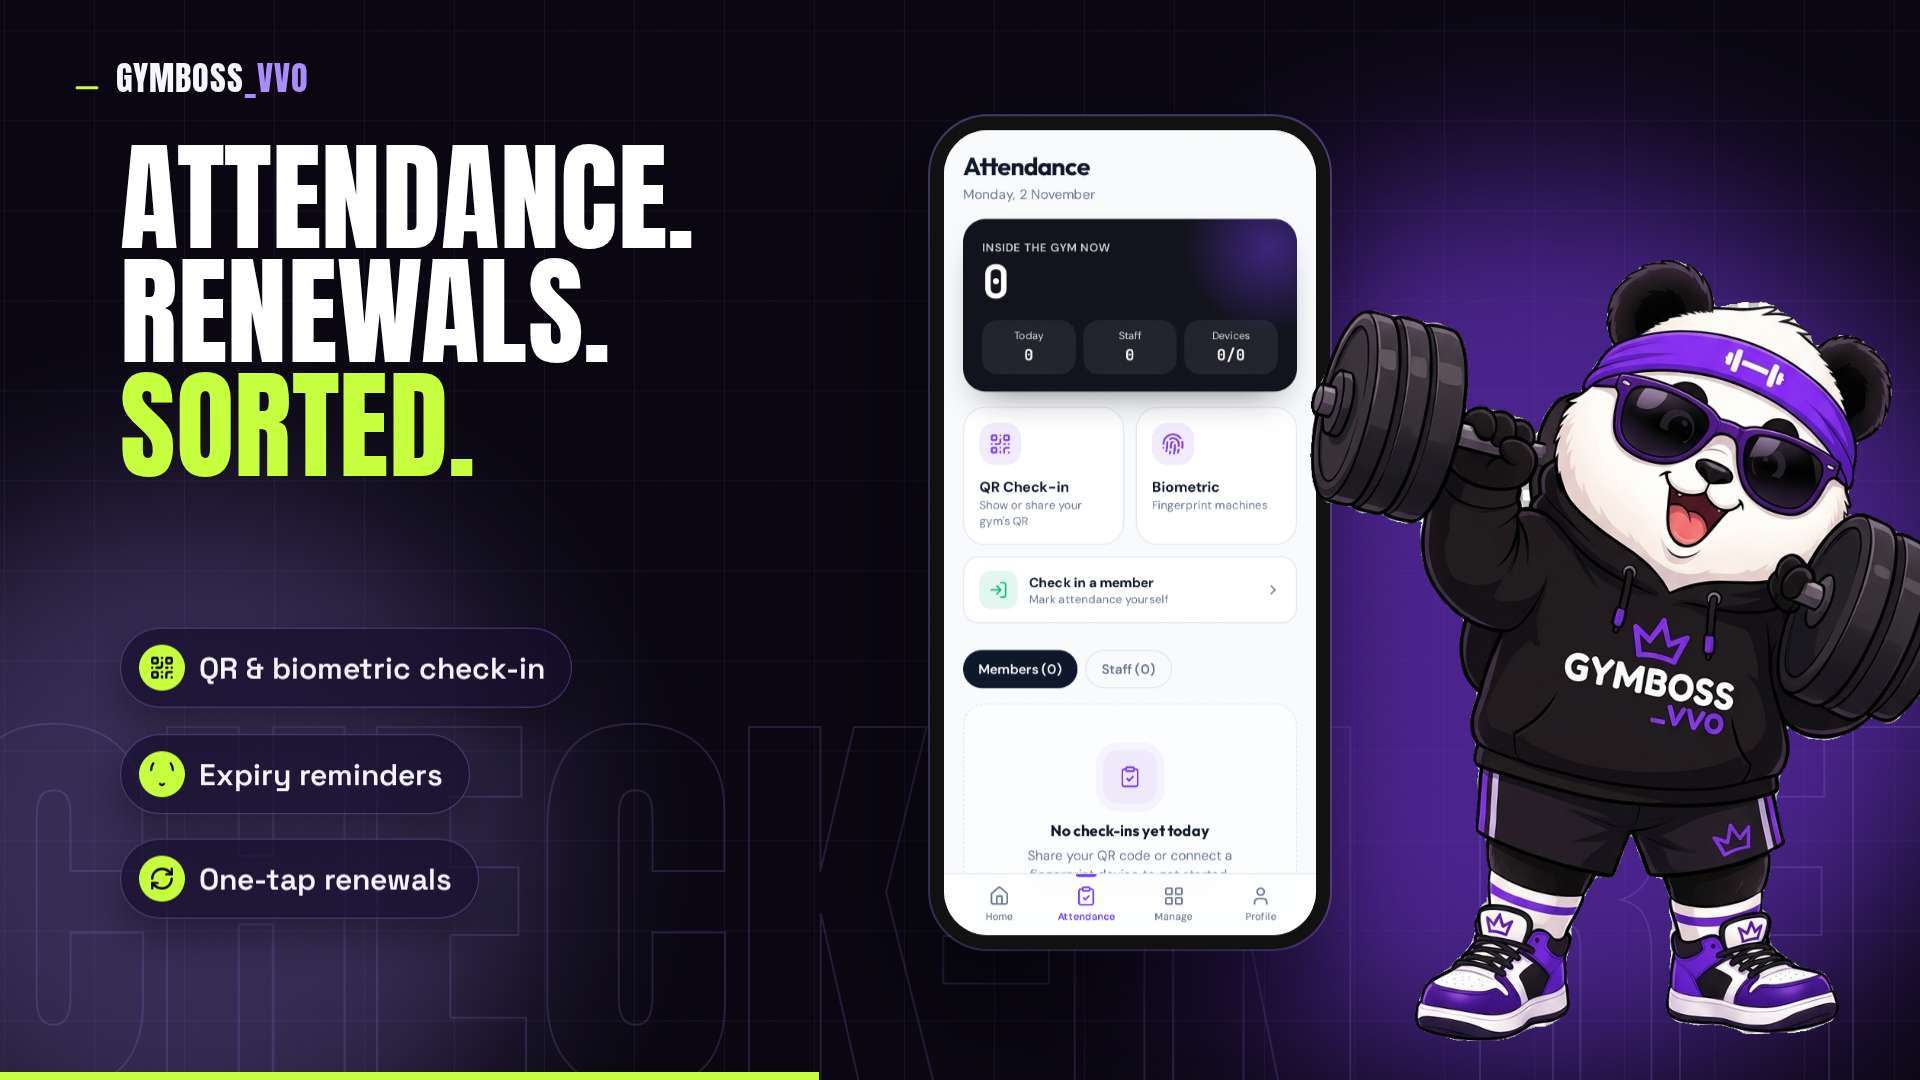 GYMBOSS_VVO
ATTENDANCE.
RENEWALS.
SORTED.
QR & biometric check-in
Expiry reminders
One-tap renewals
Attendance
Monday, 2 November
INSIDE THE GYM NOW
0
Today
0
Staff
0
Devices
0/0
QR Check-in
Show or share your
gym's QR
Biometric
Fingerprint machines
Check in a member
Mark attendance yourself
Members (0)
Staff (0)
No check-ins yet today
Share your QR code or connect a
Home
Attendance
Manage
Profile
GYMBOSS
_VVO